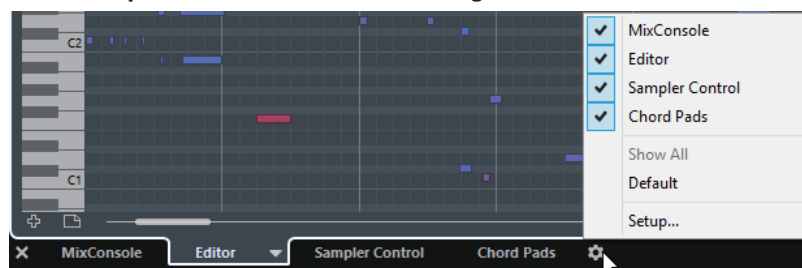 MixConsole
C2
Editor
Sampler Control
Chord Pads
Show All
C1
Default
Setup...
MixConsole Editor Sampler Control Chord Pads